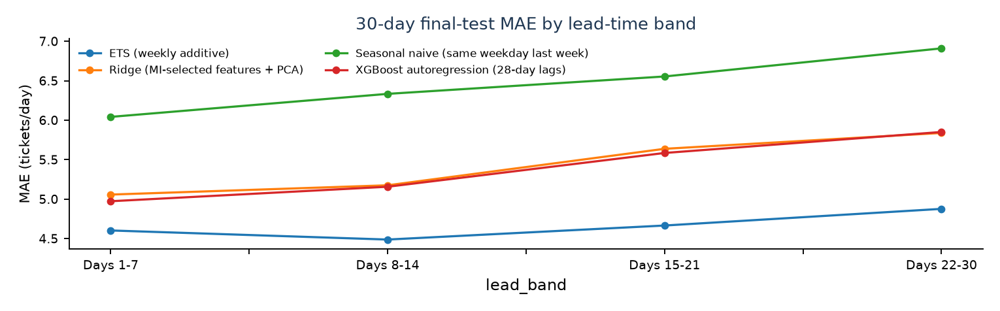 30-day final-test MAE by lead-time band
ETS (weekly additive)
Ridge (MI-selected features + PCA)
Seasonal naive (same weekday last week)
XGBoost autoregression (28-day lags)
MAE (tickets/day)
7.0
6.5
6.0
5.5
5.0
4.5
Days 1-7
Days 8-14
Days 15-21
Days 22-30
lead_band